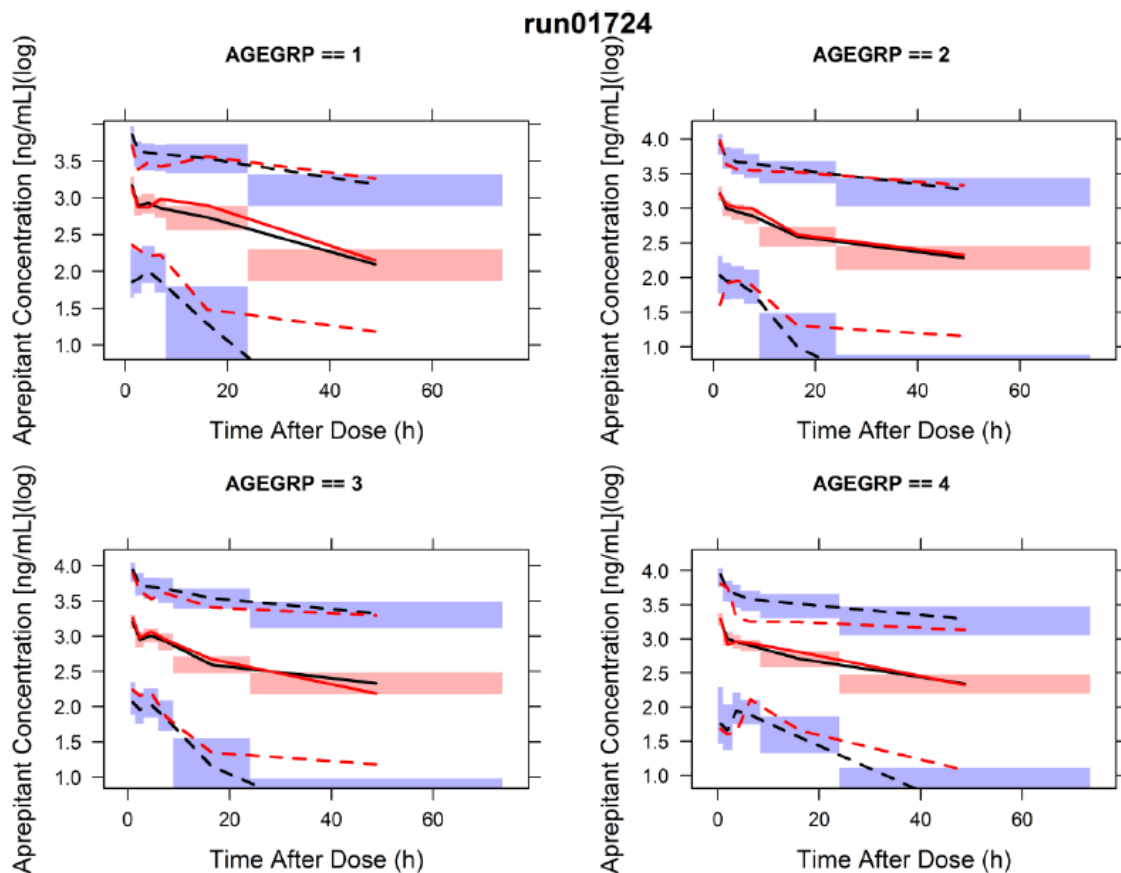 run01724
AGEGRP == 1
Aprepitant Concentration [ng/mL](log)
3.5
3.0
2.5
2.0
1.5
1.0
0 20 40 60
Time After Dose (h)
AGEGRP == 2
Aprepitant Concentration [ng/mL](log)
4.0
3.5
3.0
2.5
2.0
1.5
1.0
0 20 40 60
Time After Dose (h)
AGEGRP == 3
Aprepitant Concentration [ng/mL](log)
4.0
3.5
3.0
2.5
2.0
1.5
1.0
0 20 40 60
Time After Dose (h)
AGEGRP == 4
Aprepitant Concentration [ng/mL](log)
4.0
3.5
3.0
2.5
2.0
1.5
1.0
0 20 40 60
Time After Dose (h)